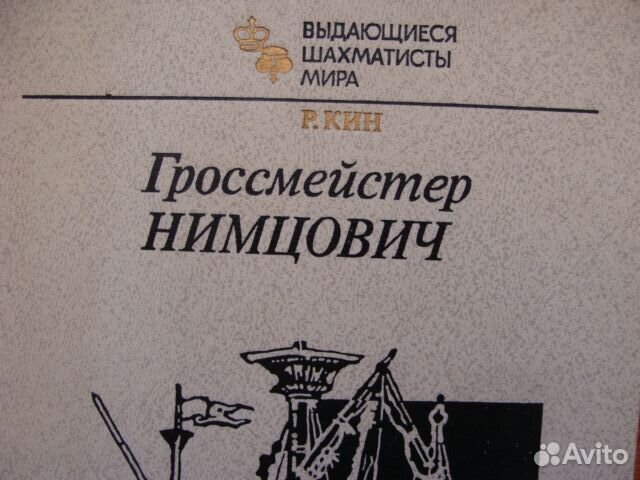 ВЫДАЮЩИЕСЯ
ШАХМАТИСТЫ
МИРА
Р. КИН
Гроссмейстер
НИМЦОВИЧ
Avito